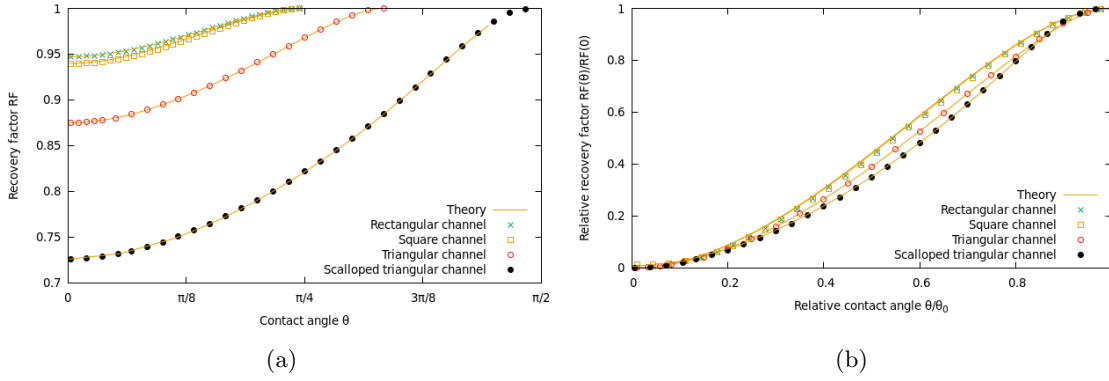 Recovery factor RF
1
0.95
0.9
0.85
0.8
0.75
0.7
Theory
Rectangular channel
Square channel
Triangular channel
Scalloped triangular channel
0 π/8 π/4 3π/8 π/2
Contact angle θ
(a)
Relative recovery factor RF(θ)/RF(0)
1
0.8
0.6
0.4
0.2
0
Theory
Rectangular channel
Square channel
Triangular channel
Scalloped triangular channel
0.2 0.4 0.6 0.8
Relative contact angle θ/θ₀
(b)